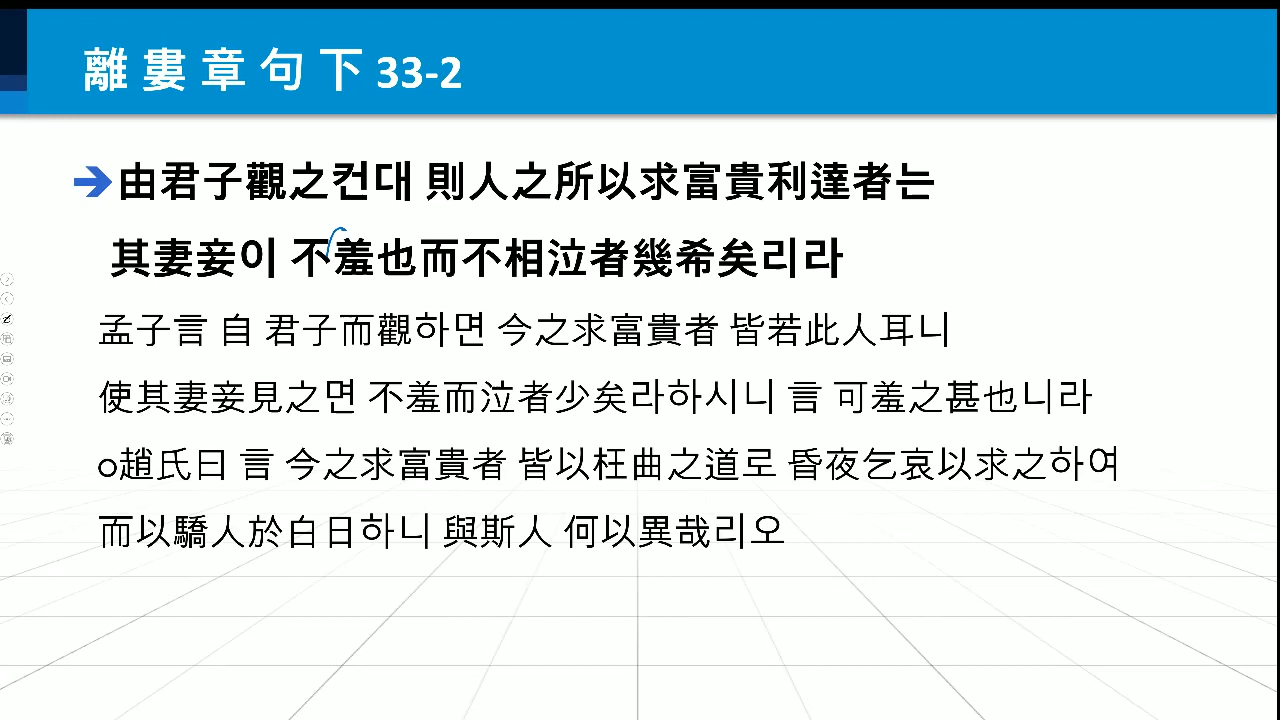 離婁章句下 33-2
➔由君子觀之컨대 則人之所以求富貴利達者는
其妻妾이 不羞也而不相泣者幾希矣리라
孟子言 自 君子而觀하면 今之求富貴者 皆若此人耳니
使其妻妾見之면 不羞而泣者少矣라하시니 言 可羞之甚也니라
o趙氏曰 言 今之求富貴者 皆以枉曲之道로 昏夜乞哀以求之하여
而以驕人於白日하니 與斯人 何以異哉리오